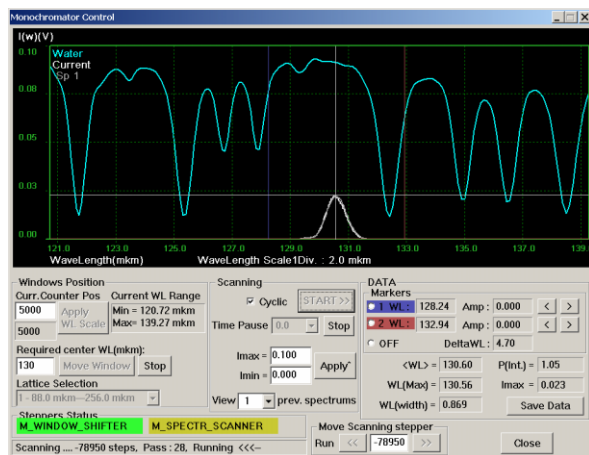 Monochromator Control
I(w)(V)
0.10
Water
Current
Sp 1
0.08
0.05
0.03
0.00
121.0 123.0 125.0 127.0 129.0 131.0 133.0 135.0 137.0 139.0
WaveLength(mkm) WaveLength Scale1Div. : 2.0 mkm
Windows Position
Curr.Counter Pos Current WL Range
5000 Apply WL Scale Min = 120.72 mkm
5000 Max= 139.27 mkm
Required center WL(mkm):
130 Move Window Stop
Lattice Selection
1 - 88.0 mkm---256.0 mkm
Scanning
Cyclic START >>
Time Pause 0.0 Stop
Imax = 0.100
Imin = 0.000 Apply^
View 1 prev. spectrums
DATA
Markers
1 WL: 128.24 Amp: 0.000 < >
2 WL: 132.94 Amp: 0.000 < >
OFF DeltaWL: 4.70
<WL> = 130.60 P(Int.) = 1.05
WL(Max) = 130.56 Imax = 0.023
WL(width) = 0.869 Save Data
Steppers Status
M_WINDOW_SHIFTER M_SPECTR_SCANNER
Scanning .... -78950 steps, Pass : 28, Running <<<--
Move Scanning stepper
Run << -78950 >>
Close